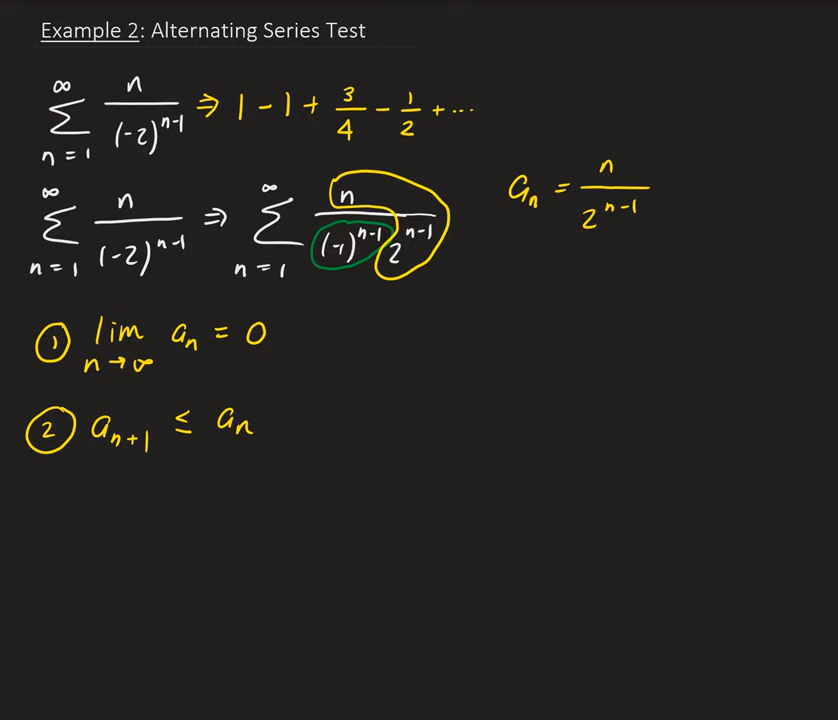 Example 2: Alternating Series Test
∞ ∑ n = 1 n / (-2)^(n-1) ⇒ 1 - 1 + 3/4 - 1/2 + ...
∞ ∑ n = 1 n / (-2)^(n-1) ⇒ ∞ ∑ n = 1 n / (-1)^(n-1) 2^(n-1) a_n = n / 2^(n-1)
① lim n → ∞ a_n = 0
② a_(n+1) ≤ a_n